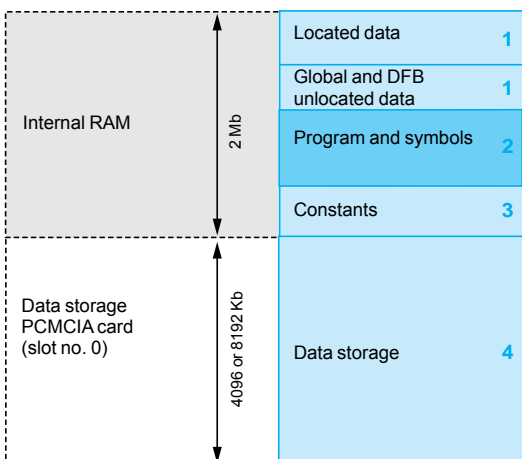 Located data 1
Global and DFB
unlocated data 1
Internal RAM
2 Mb
Program and symbols 2
Constants 3
Data storage
PCMCIA card
(slot no. 0)
4096 or 8192 Kb
Data storage 4